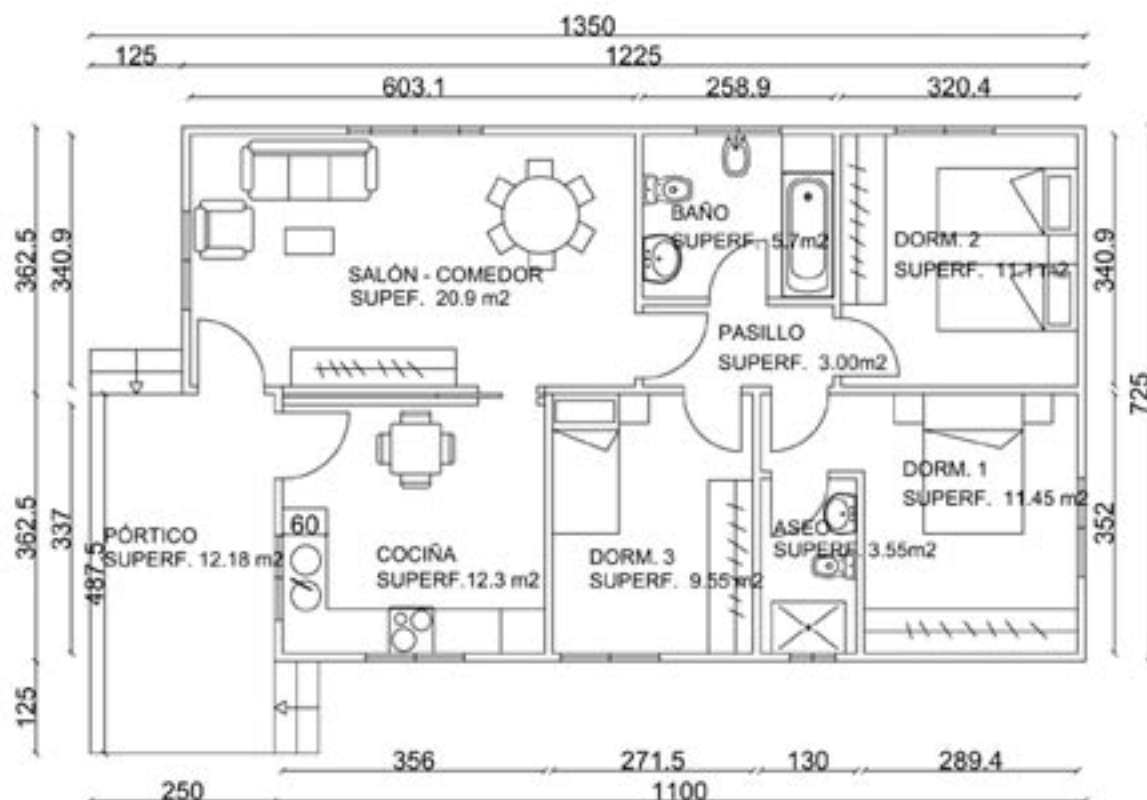 1350
125
1225
603.1
258.9
320.4
362.5
340.9
BAÑO
SUPERF. 5.7m2
DORM. 2
SUPERF. 11.11m2
340.9
SALÓN - COMEDOR
SUPEF. 20.9 m2
PASILLO
SUPERF. 3.00m2
725
362.5
337
487.5
PÓRTICO
SUPERF. 12.18 m2
60
COCIÑA
SUPERF.12.3 m2
DORM. 3
SUPERF. 9.55 m2
ASEO
SUPERF. 3.55m2
DORM. 1
SUPERF. 11.45 m2
352
125
356
271.5
130
289.4
250
1100